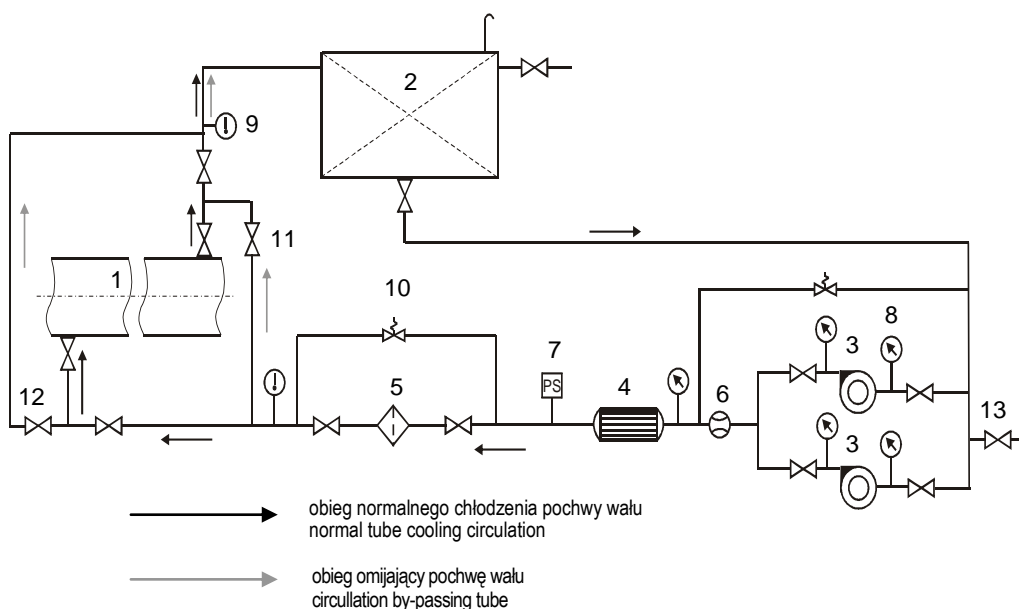 2
9
11
1
10
7
PS
4
5
6
8
3
3
12
13
obieg normalnego chłodzenia pochwy wału
normal tube cooling circulation
obieg omijający pochwę wału
circullation by-passing tube